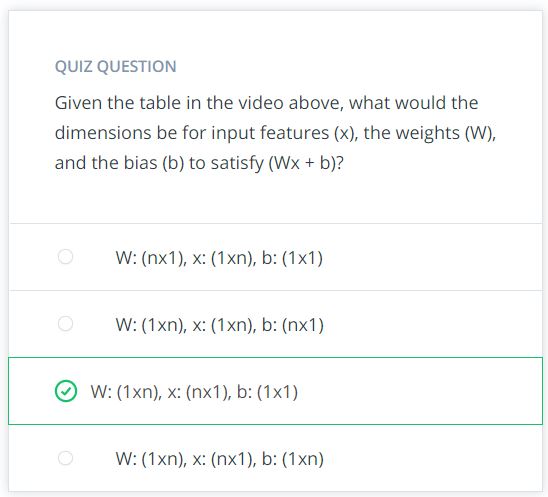 QUIZ QUESTION
Given the table in the video above, what would the
dimensions be for input features (x), the weights (W),
and the bias (b) to satisfy (Wx + b)?
W: (nx1), x: (1xn), b: (1x1)
W: (1xn), x: (1xn), b: (nx1)
W: (1xn), x: (nx1), b: (1x1)
W: (1xn), x: (nx1), b: (1xn)